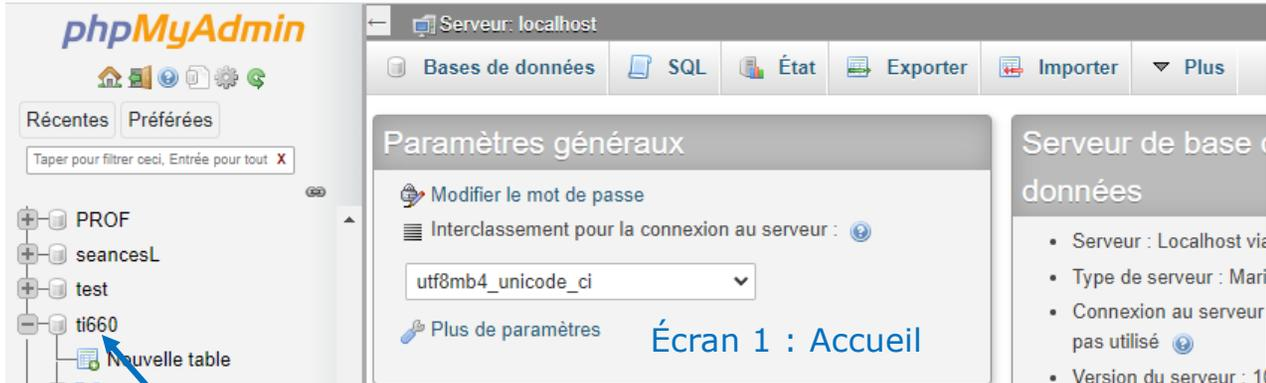 phpMyAdmin
Récentes Préférées
Taper pour filtrer ceci, Entrée pour tout X
PROF
seancesL
test
ti660
Nouvelle table
Serveur: localhost
Bases de données SQL État Exporter Importer Plus
Paramètres généraux
Modifier le mot de passe
Interclassement pour la connexion au serveur :
utf8mb4_unicode_ci
Plus de paramètres
Écran 1 : Accueil
Serveur de base
données
Serveur : Localhost via
Type de serveur : Mari
Connexion au serveur
pas utilisé
Version du serveur : 10